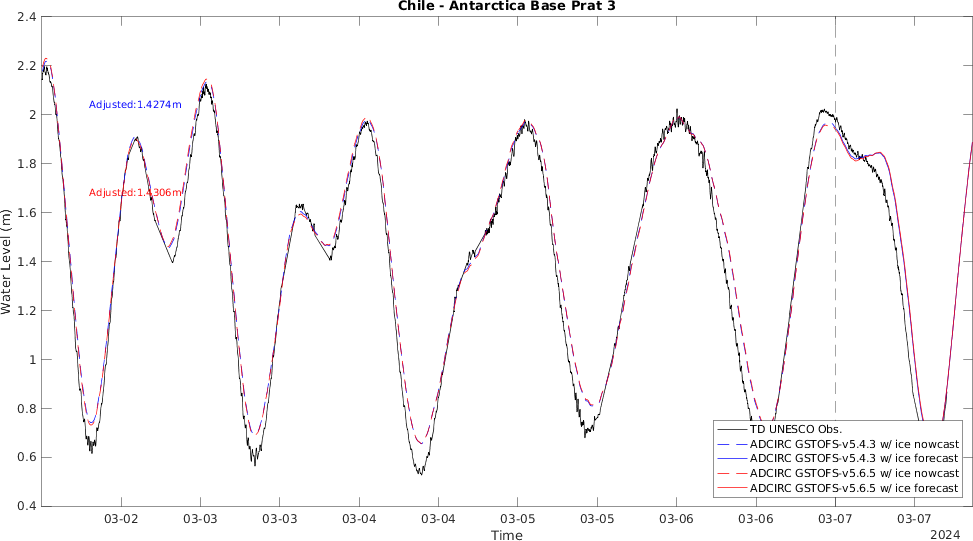 Chile - Antarctica Base Prat 3
2.4
2.2
2
1.8
1.6
1.4
1.2
1
0.8
0.6
0.4
Water Level (m)
Adjusted:1.4274m
Adjusted:1.4306m
TD UNESCO Obs.
ADCIRC GSTOFS-v5.4.3 w/ ice nowcast
ADCIRC GSTOFS-v5.4.3 w/ ice forecast
ADCIRC GSTOFS-v5.6.5 w/ ice nowcast
ADCIRC GSTOFS-v5.6.5 w/ ice forecast
03-02 03-03 03-03 03-04 03-04 03-05 03-05 03-06 03-06 03-07 03-07
Time
2024